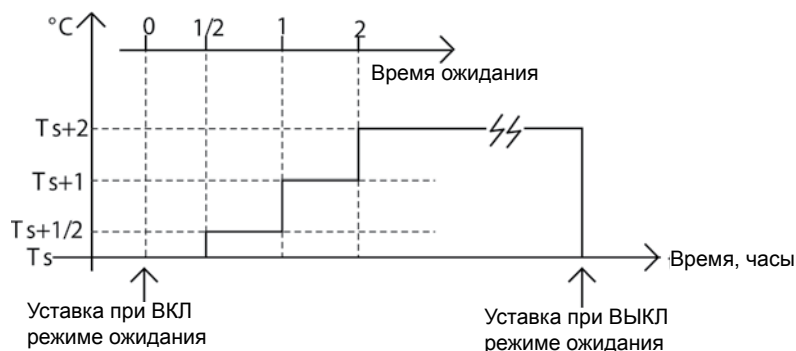 °C
0 1/2 1 2
Время ожидания
Ts+2
Ts+1
Ts+1/2
Ts
Время, часы
Уставка при ВКЛ
режиме ожидания
Уставка при ВЫКЛ
режиме ожидания